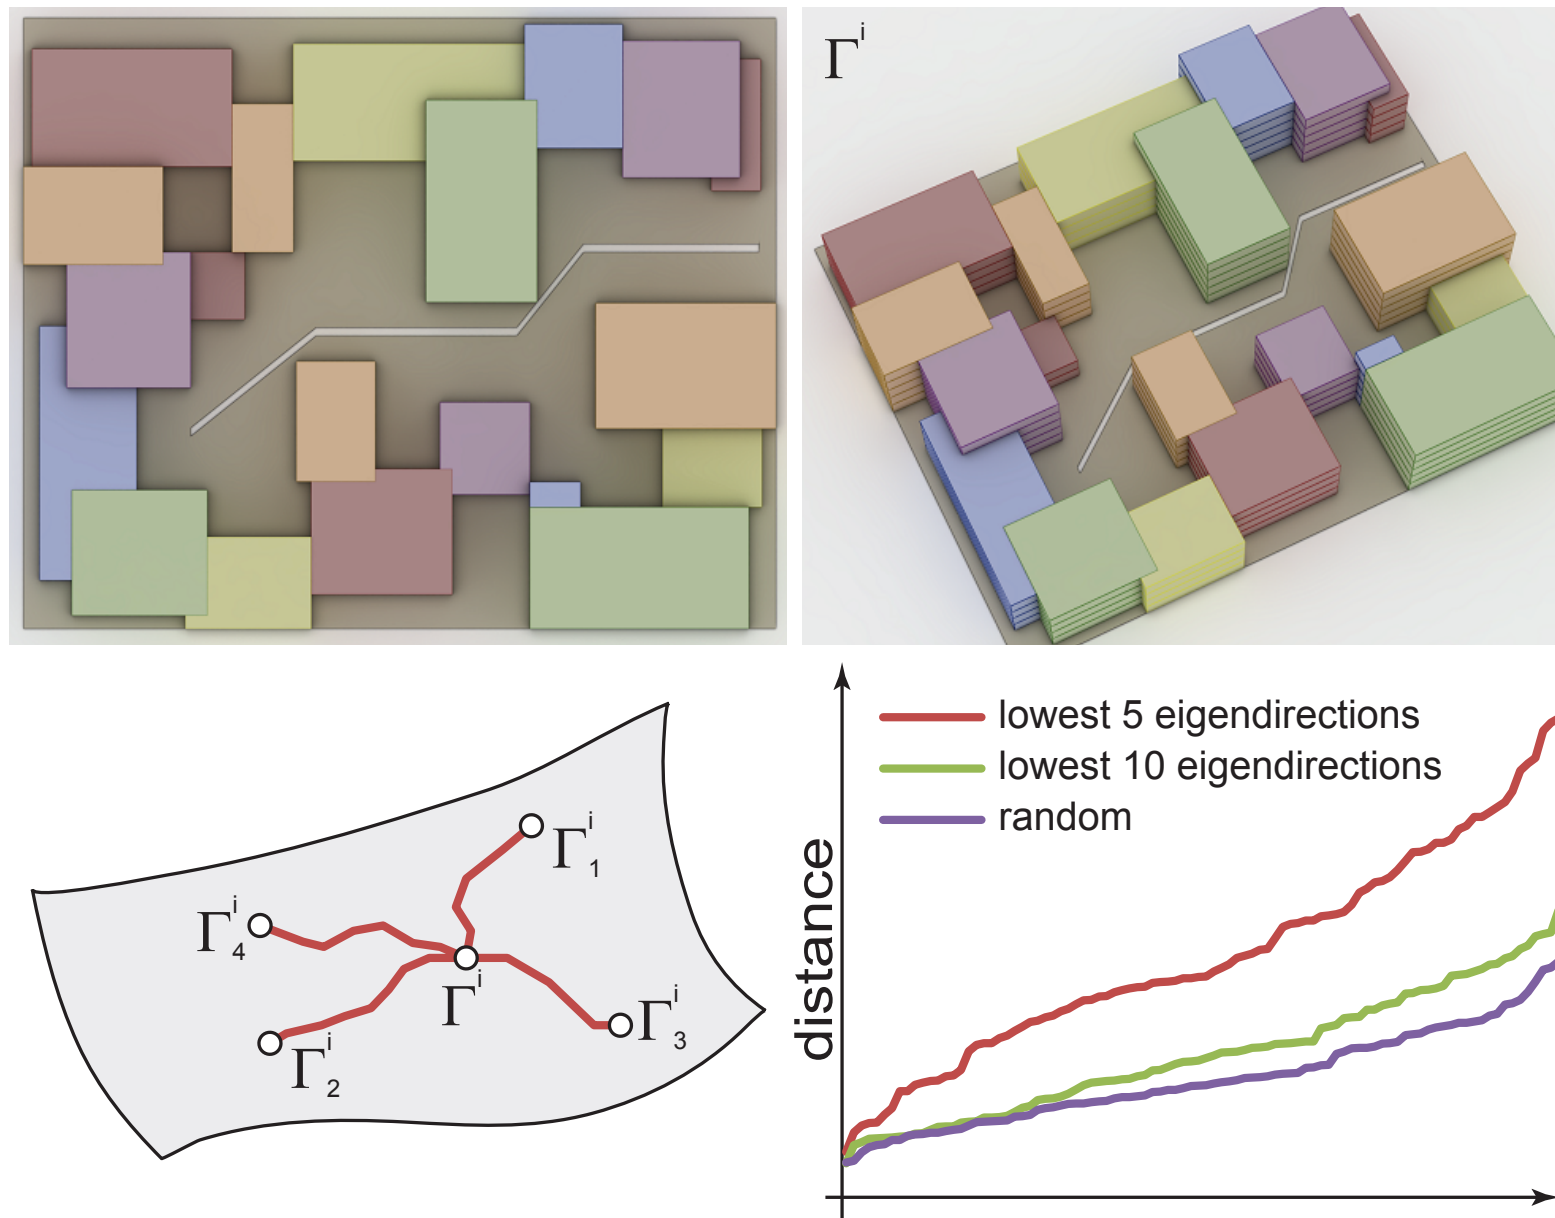 Γⁱ
Γⁱ₁
Γⁱ₄
Γⁱ
Γⁱ₃
Γⁱ₂
lowest 5 eigendirections
lowest 10 eigendirections
random
distance